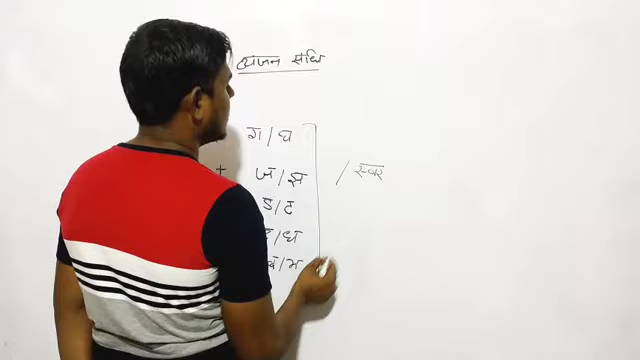 व्यंजन संधि
ग / घ
+ ज / झ / स्वर
ड / ढ
द / ध
ब / भ